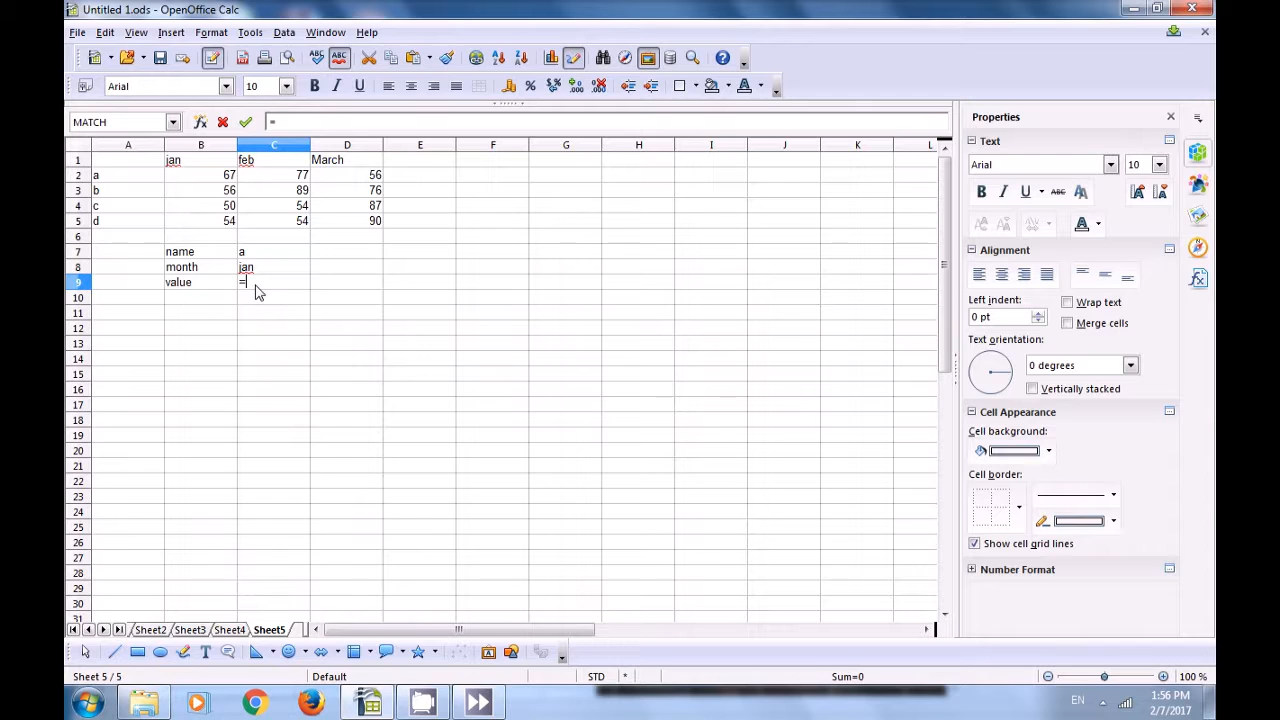 Untitled 1.ods - OpenOffice Calc
File Edit View Insert Format Tools Data Window Help
Arial 10
MATCH =
A B C D E F G H I J K L
1 jan feb March
2 a 67 77 56
3 b 56 89 76
4 c 50 54 87
5 d 54 54 90
6
7 name a
8 month jan
9 value =
10
11
12
13
14
15
16
17
18
19
20
21
22
23
24
25
26
27
28
29
30
31
Sheet2 Sheet3 Sheet4 Sheet5
Sheet 5 / 5 Default STD * Sum=0 100 %
Properties
Text
Arial 10
Alignment
Left indent:
0 pt
Wrap text
Merge cells
Text orientation:
0 degrees
Vertically stacked
Cell Appearance
Cell background:
Cell border:
Show cell grid lines
Number Format
EN
1:56 PM
2/7/2017